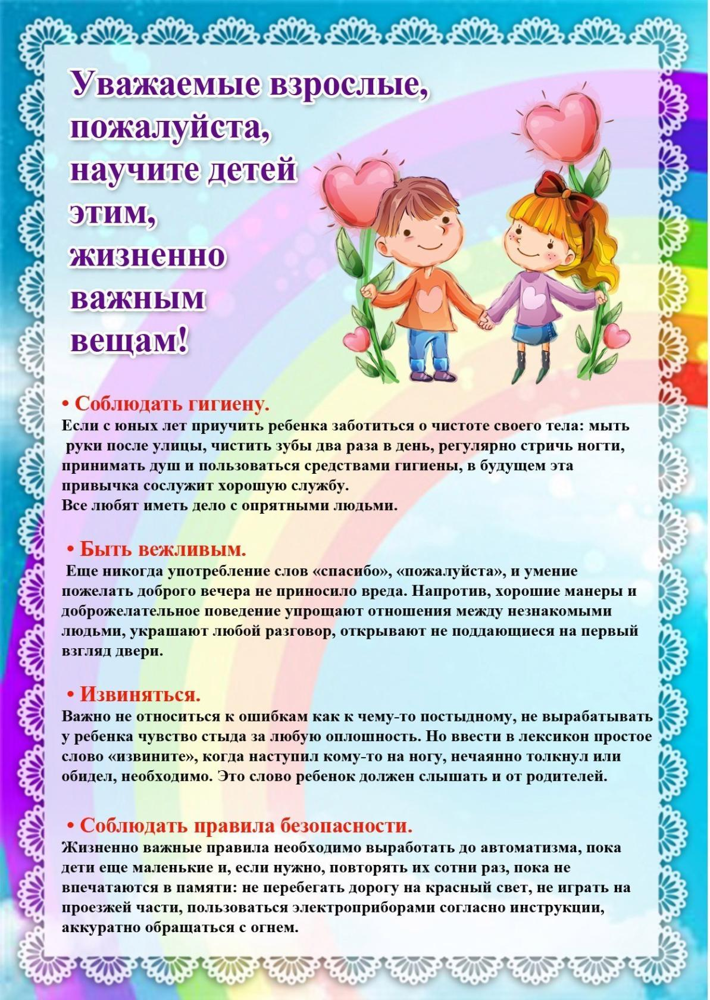 Уважаемые взрослые,
пожалуйста,
научите детей
этим,
жизненно
важным
вещам!
• Соблюдать гигиену.
Если с юных лет приучить ребенка заботиться о чистоте своего тела: мыть
руки после улицы, чистить зубы два раза в день, регулярно стричь ногти,
принимать душ и пользоваться средствами гигиены, в будущем эта
привычка сослужит хорошую службу.
Все любят иметь дело с опрятными людьми.
• Быть вежливым.
Еще никогда употребление слов «спасибо», «пожалуйста», и умение
пожелать доброго вечера не приносило вреда. Напротив, хорошие манеры и
доброжелательное поведение упрощают отношения между незнакомыми
людьми, украшают любой разговор, открывают не поддающиеся на первый
взгляд двери.
• Извиняться.
Важно не относиться к ошибкам как к чему-то постыдному, не вырабатывать
у ребенка чувство стыда за любую оплошность. Но ввести в лексикон простое
слово «извините», когда наступил кому-то на ногу, нечаянно толкнул или
обидел, необходимо. Это слово ребенок должен слышать и от родителей.
• Соблюдать правила безопасности.
Жизненно важные правила необходимо выработать до автоматизма, пока
дети еще маленькие и, если нужно, повторять их сотни раз, пока не
впечатаются в памяти: не перебегать дорогу на красный свет, не играть на
проезжей части, пользоваться электроприборами согласно инструкции,
аккуратно обращаться с огнем.